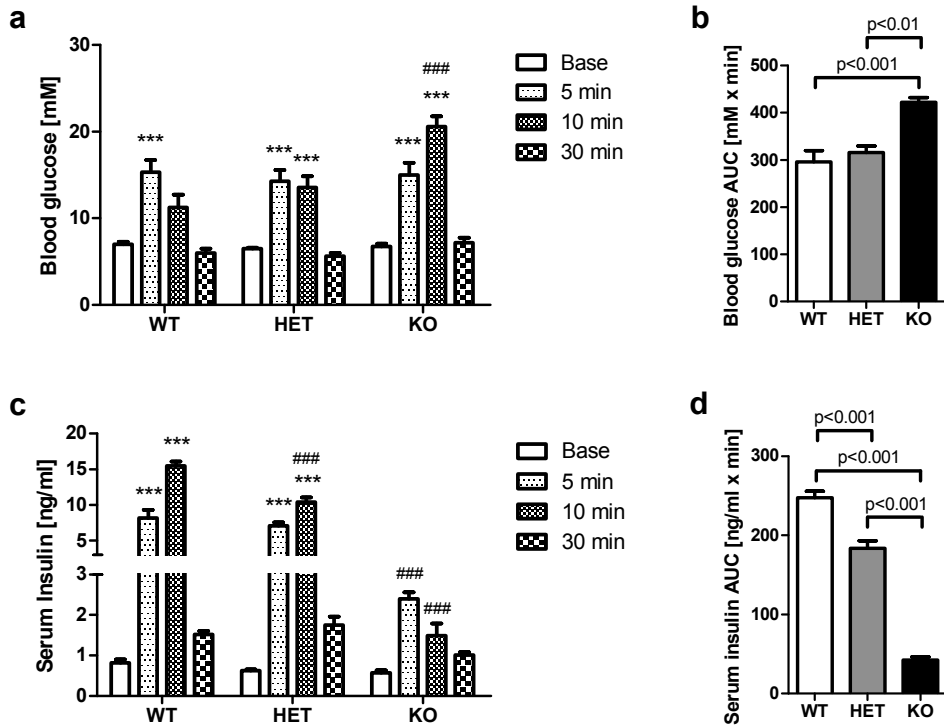 a
Blood glucose [mM]
30
20
10
0
***
***
***
***
###
***
WT
HET
KO
Base
5 min
10 min
30 min
b
Blood glucose AUC [mM x min]
500
400
300
200
100
0
p<0.01
p<0.001
WT
HET
KO
c
Serum Insulin [ng/ml]
20
15
10
5
3
2
1
0
***
***
***
###
***
###
###
WT
HET
KO
Base
5 min
10 min
30 min
d
Serum insulin AUC [ng/ml x min]
300
200
100
0
p<0.001
p<0.001
p<0.001
WT
HET
KO